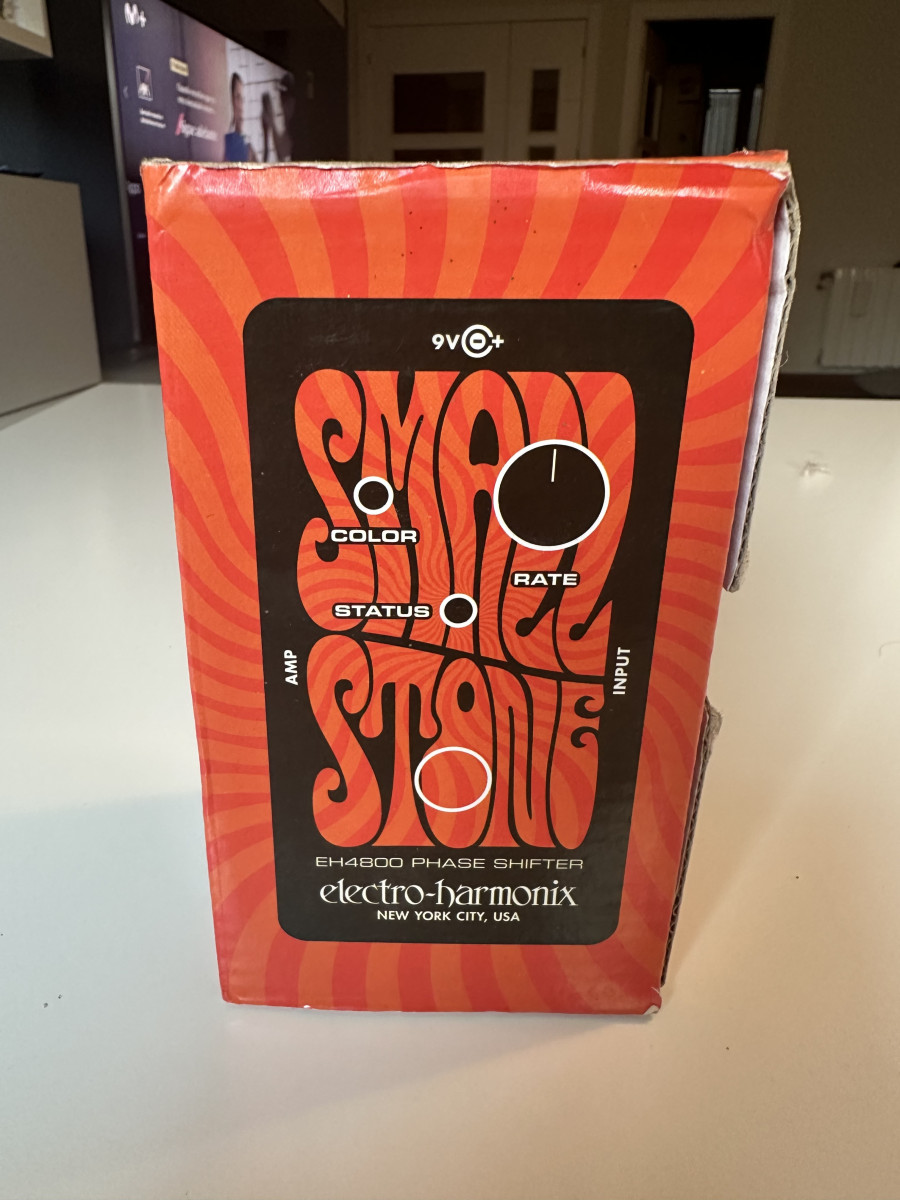 M+
9V
SMALL
COLOR
RATE
STATUS
AMP
INPUT
STONE
EH4800 PHASE SHIFTER
electro-harmonix
NEW YORK CITY, USA